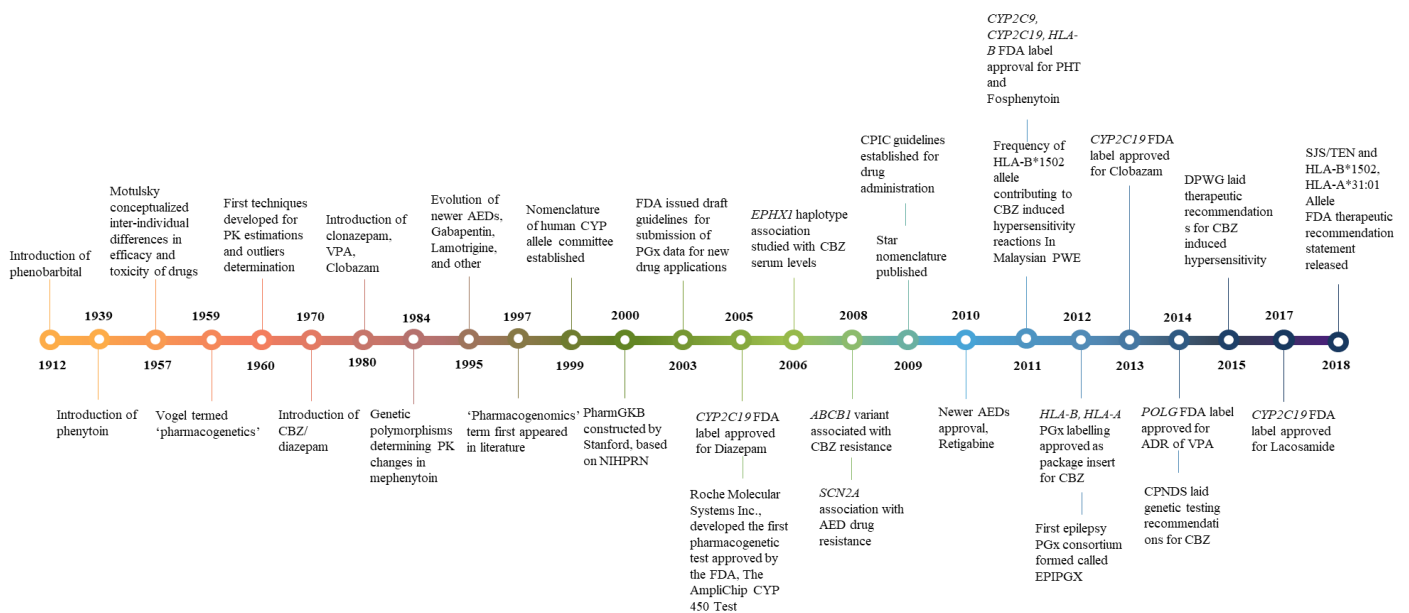 Introduction of
phenobarbital
Motulsky
conceptualized
inter-individual
differences in
efficacy and
toxicity of drugs
First techniques
developed for
PK estimations
and outliers
determination
Introduction of
clonazepam,
VPA,
Clobazam
Evolution of
newer AEDs,
Gabapentin,
Lamotrigine,
and other
Nomenclature
of human CYP
allele committee
established
FDA issued draft
guidelines for
submission of
PGx data for new
drug applications
EPHX1 haplotype
association
studied with CBZ
serum levels
CPIC guidelines
established for
drug
administration
Star
nomenclature
published
CYP2C9,
CYP2C19, HLA-
B FDA label
approval for PHT
and
Fosphenytoin
Frequency of
HLA-B*1502
allele
contributing to
CBZ induced
hypersensitivity
reactions In
Malaysian PWE
CYP2C19 FDA
label approved
for Clobazam
DPWG laid
therapeutic
recommendation
s for CBZ
induced
hypersensitivity
SJS/TEN and
HLA-B*1502,
HLA-A*31:01
Allele
FDA therapeutic
recommendation
statement
released
1939
1959
1970
1984
1997
2000
2005
2008
2010
2012
2014
2017
1912
1957
1960
1980
1995
1999
2003
2006
2009
2011
2013
2015
2018
Introduction of
phenytoin
Vogel termed
‘pharmacogenetics’
Introduction of
CBZ/
diazepam
Genetic
polymorphisms
determining PK
changes in
mephenytoin
‘Pharmacogenomics’
term first appeared
in literature
PharmGKB
constructed by
Stanford, based
on NIHPRN
CYP2C19 FDA
label approved
for Diazepam
Roche Molecular
Systems Inc.,
developed the first
pharmacogenetic
test approved by
the FDA, The
AmpliChip CYP
450 Test
ABCB1 variant
associated with
CBZ resistance
SCN2A
association with
AED drug
resistance
Newer AEDs
approval,
Retigabine
HLA-B, HLA-A
PGx labelling
approved as
package insert
for CBZ
First epilepsy
PGx consortium
formed called
EPIPGX
POLG FDA label
approved for
ADR of VPA
CPNDS laid
genetic testing
recommendati
ons for CBZ
CYP2C19 FDA
label approved
for Lacosamide